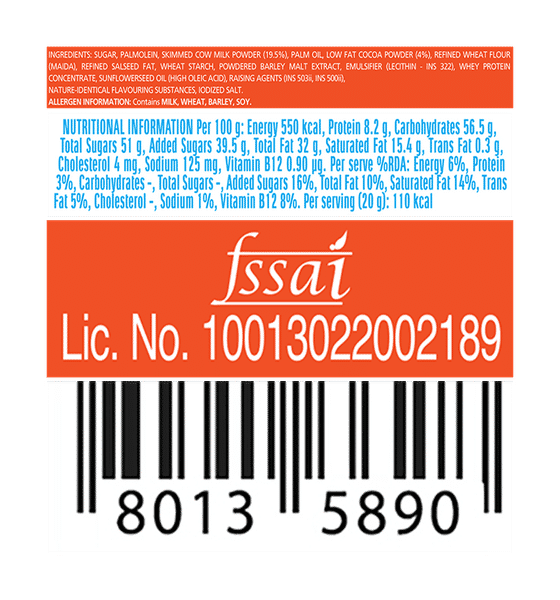 INGREDIENTS: SUGAR, PALMOLEIN, SKIMMED COW MILK POWDER (19.5%), PALM OIL, LOW FAT COCOA POWDER (4%), REFINED WHEAT FLOUR
(MAIDA), REFINED SALSEED FAT, WHEAT STARCH, POWDERED BARLEY MALT EXTRACT, EMULSIFIER (LECITHIN - INS 322), WHEY PROTEIN
CONCENTRATE, SUNFLOWERSEED OIL (HIGH OLEIC ACID), RAISING AGENTS (INS 503ii, INS 500ii),
NATURE-IDENTICAL FLAVOURING SUBSTANCES, IODIZED SALT.
ALLERGEN INFORMATION: Contains MILK, WHEAT, BARLEY, SOY.
NUTRITIONAL INFORMATION Per 100 g: Energy 550 kcal, Protein 8.2 g, Carbohydrates 56.5 g,
Total Sugars 51 g, Added Sugars 39.5 g, Total Fat 32 g, Saturated Fat 15.4 g, Trans Fat 0.3 g,
Cholesterol 4 mg, Sodium 125 mg, Vitamin B12 0.90 µg. Per serve %RDA: Energy 6%, Protein
3%, Carbohydrates -, Total Sugars -, Added Sugars 16%, Total Fat 10%, Saturated Fat 14%, Trans
Fat 5%, Cholesterol -, Sodium 1%, Vitamin B12 8%. Per serving (20 g): 110 kcal
fssai
Lic. No. 10013022002189
8013 5890